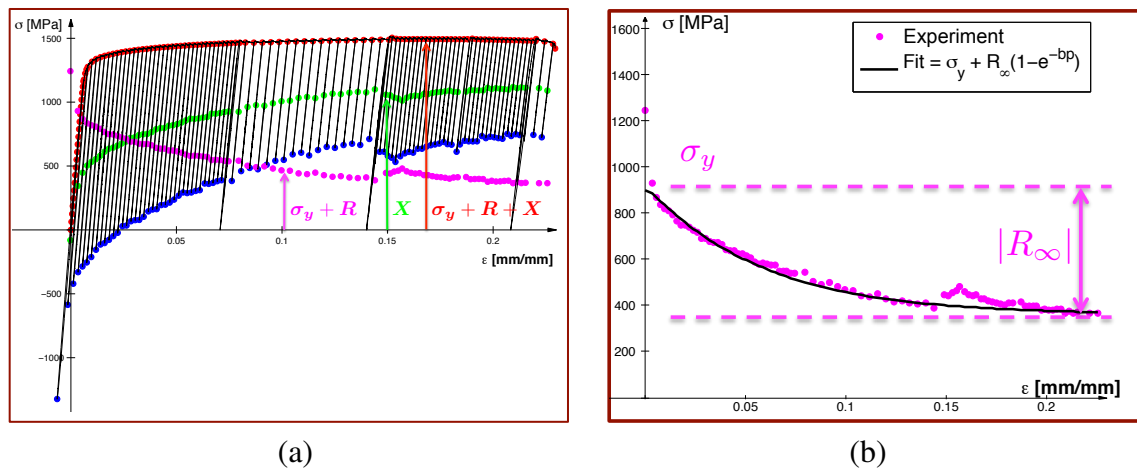 σ [MPa]
1500
1000
500
−500
−1000
0.05
0.1
0.15
0.2
ε [mm/mm]
σy + R
X
σy + R + X
(a)
σ [MPa]
1600
1400
1200
1000
800
600
400
200
0.05
0.1
0.15
0.2
ε [mm/mm]
Experiment
Fit = σy + R∞(1−e^−bp)
σy
|R∞|
(b)